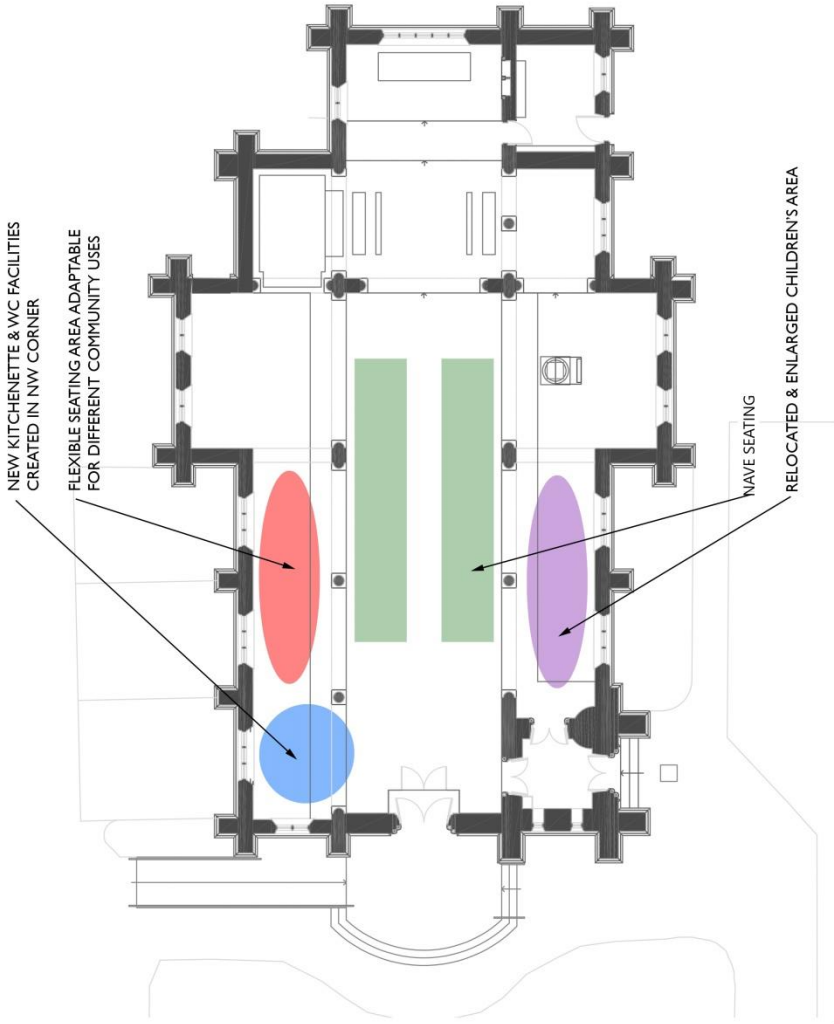 NEW KITCHENETTE & WC FACILITIES
CREATED IN NW CORNER
FLEXIBLE SEATING AREA ADAPTABLE
FOR DIFFERENT COMMUNITY USES
NAVE SEATING
RELOCATED & ENLARGED CHILDREN'S AREA